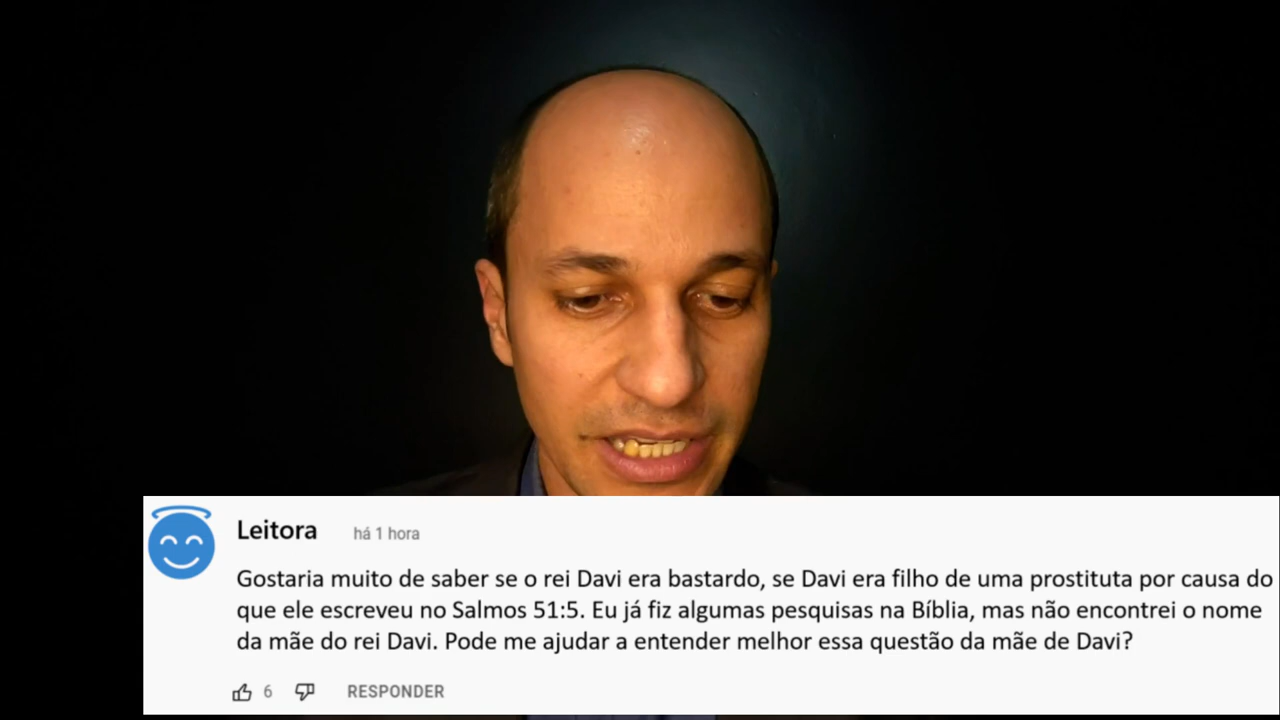 Leitora há 1 hora
Gostaria muito de saber se o rei Davi era bastardo, se Davi era filho de uma prostituta por causa do
que ele escreveu no Salmos 51:5. Eu já fiz algumas pesquisas na Bíblia, mas não encontrei o nome
da mãe do rei Davi. Pode me ajudar a entender melhor essa questão da mãe de Davi?
6 RESPONDER